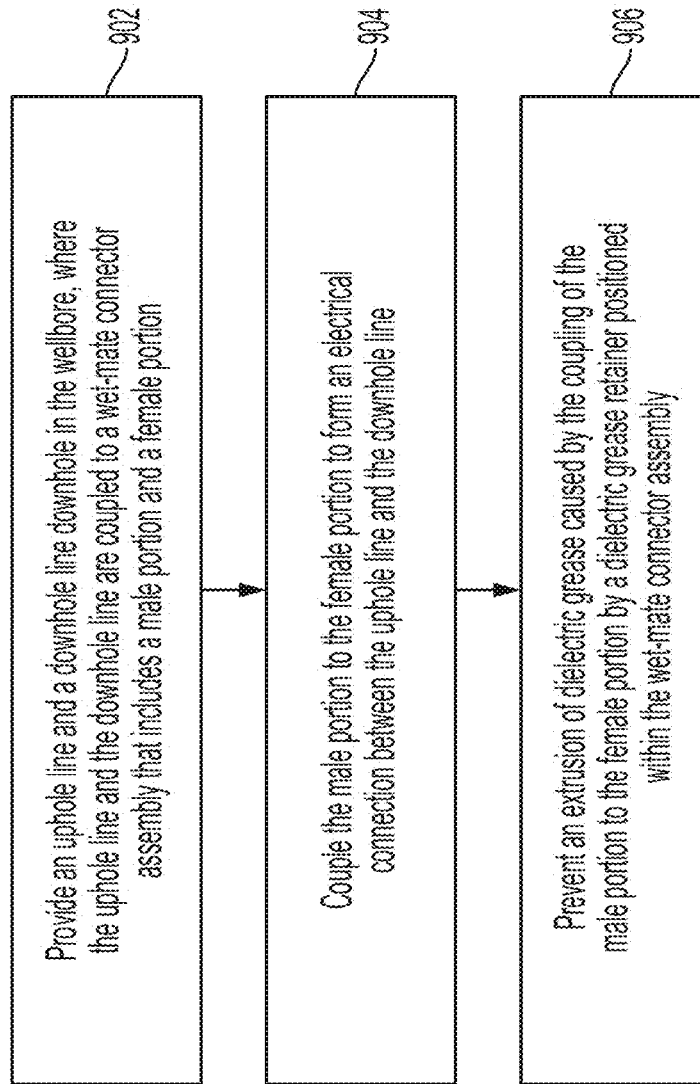 Provide an uphole line and a downhole line downhole in the wellbore, where
the uphole line and the downhole line are coupled to a wet-mate connector
assembly that includes a male portion and a female portion
902
Couple the male portion to the female portion to form an electrical
connection between the uphole line and the downhole line
904
Prevent an extrusion of dielectric grease caused by the coupling of the
male portion to the female portion by a dielectric grease retainer positioned
within the wet-mate connector assembly
906